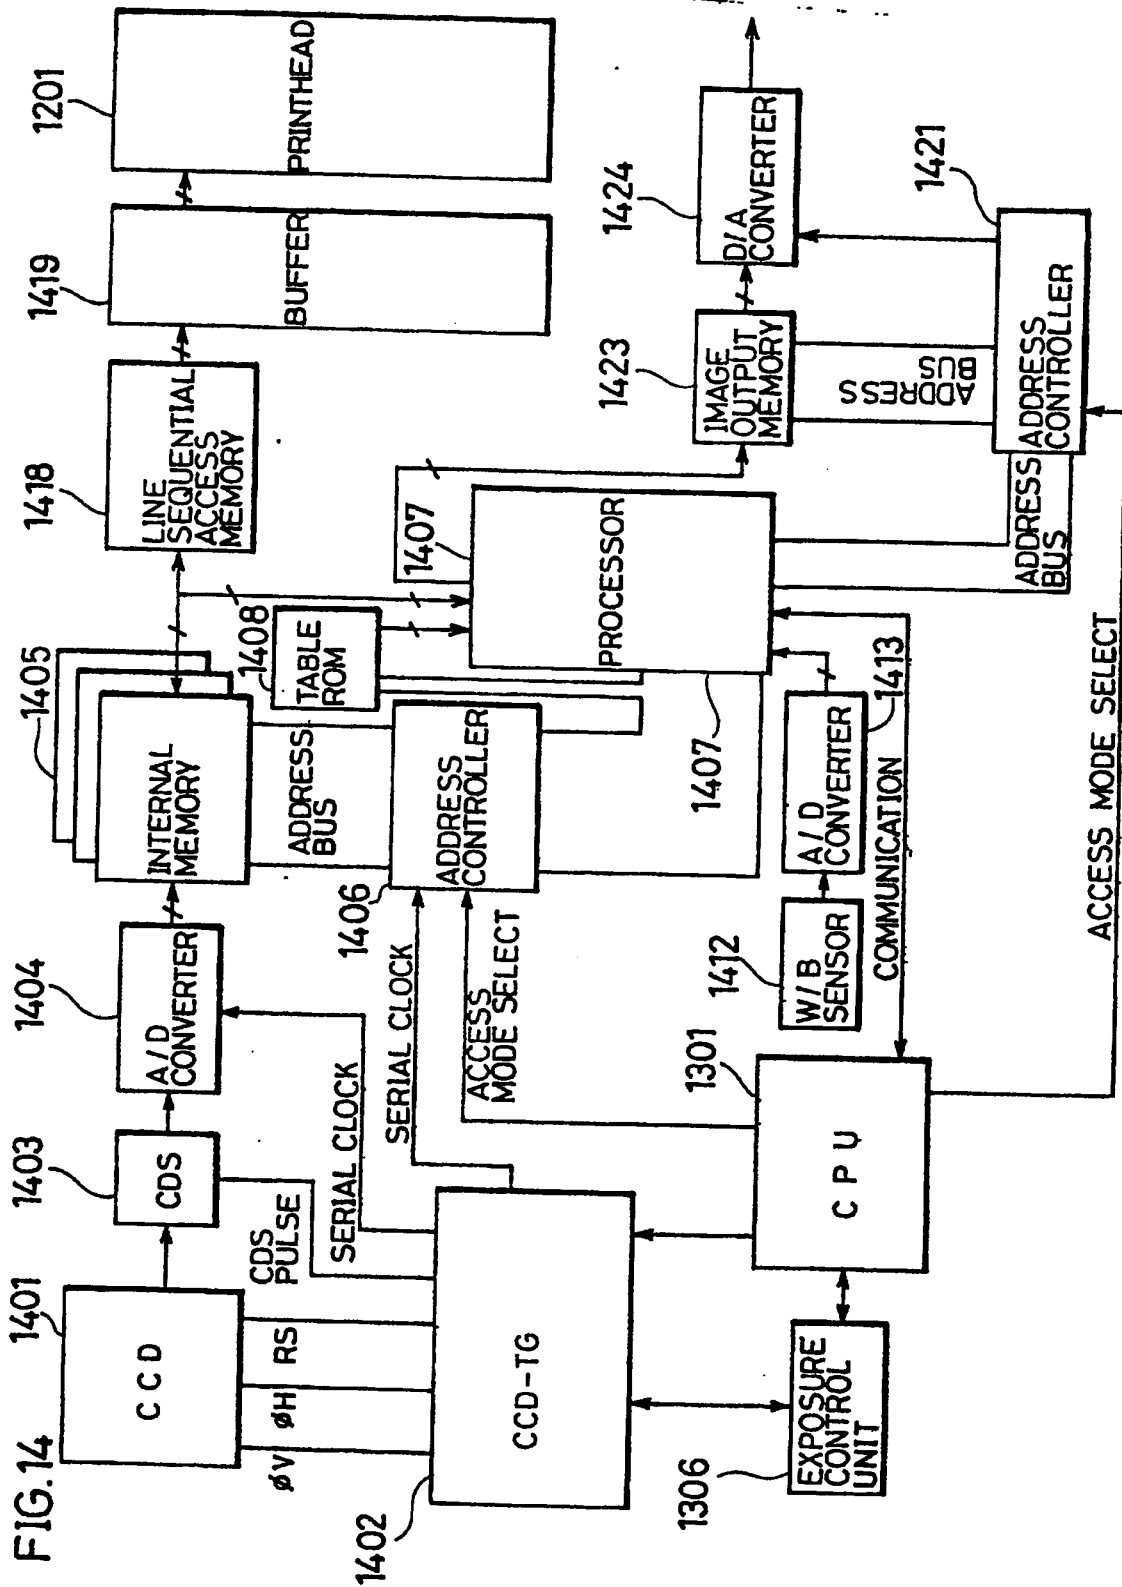 FIG.14
1401
CCD
1403
CDS
1404
A/D
CONVERTER
1405
INTERNAL
MEMORY
1418
LINE
SEQUENTIAL
ACCESS
MEMORY
1419
BUFFER
1201
PRINTHEAD
ØV
ØH
RS
CDS
PULSE
SERIAL CLOCK
SERIAL CLOCK
ADDRESS
BUS
1408
TABLE
ROM
1402
CCD-TG
1406
ADDRESS
CONTROLLER
ACCESS
MODE SELECT
1407
PROCESSOR
1407
1423
IMAGE
OUTPUT
MEMORY
1424
D/A
CONVERTER
ADDRESS
BUS
1421
ADDRESS
CONTROLLER
ADDRESS
BUS
1306
EXPOSURE
CONTROL
UNIT
1301
CPU
1412
W/B
SENSOR
A/D
CONVERTER
1413
COMMUNICATION
ACCESS MODE SELECT